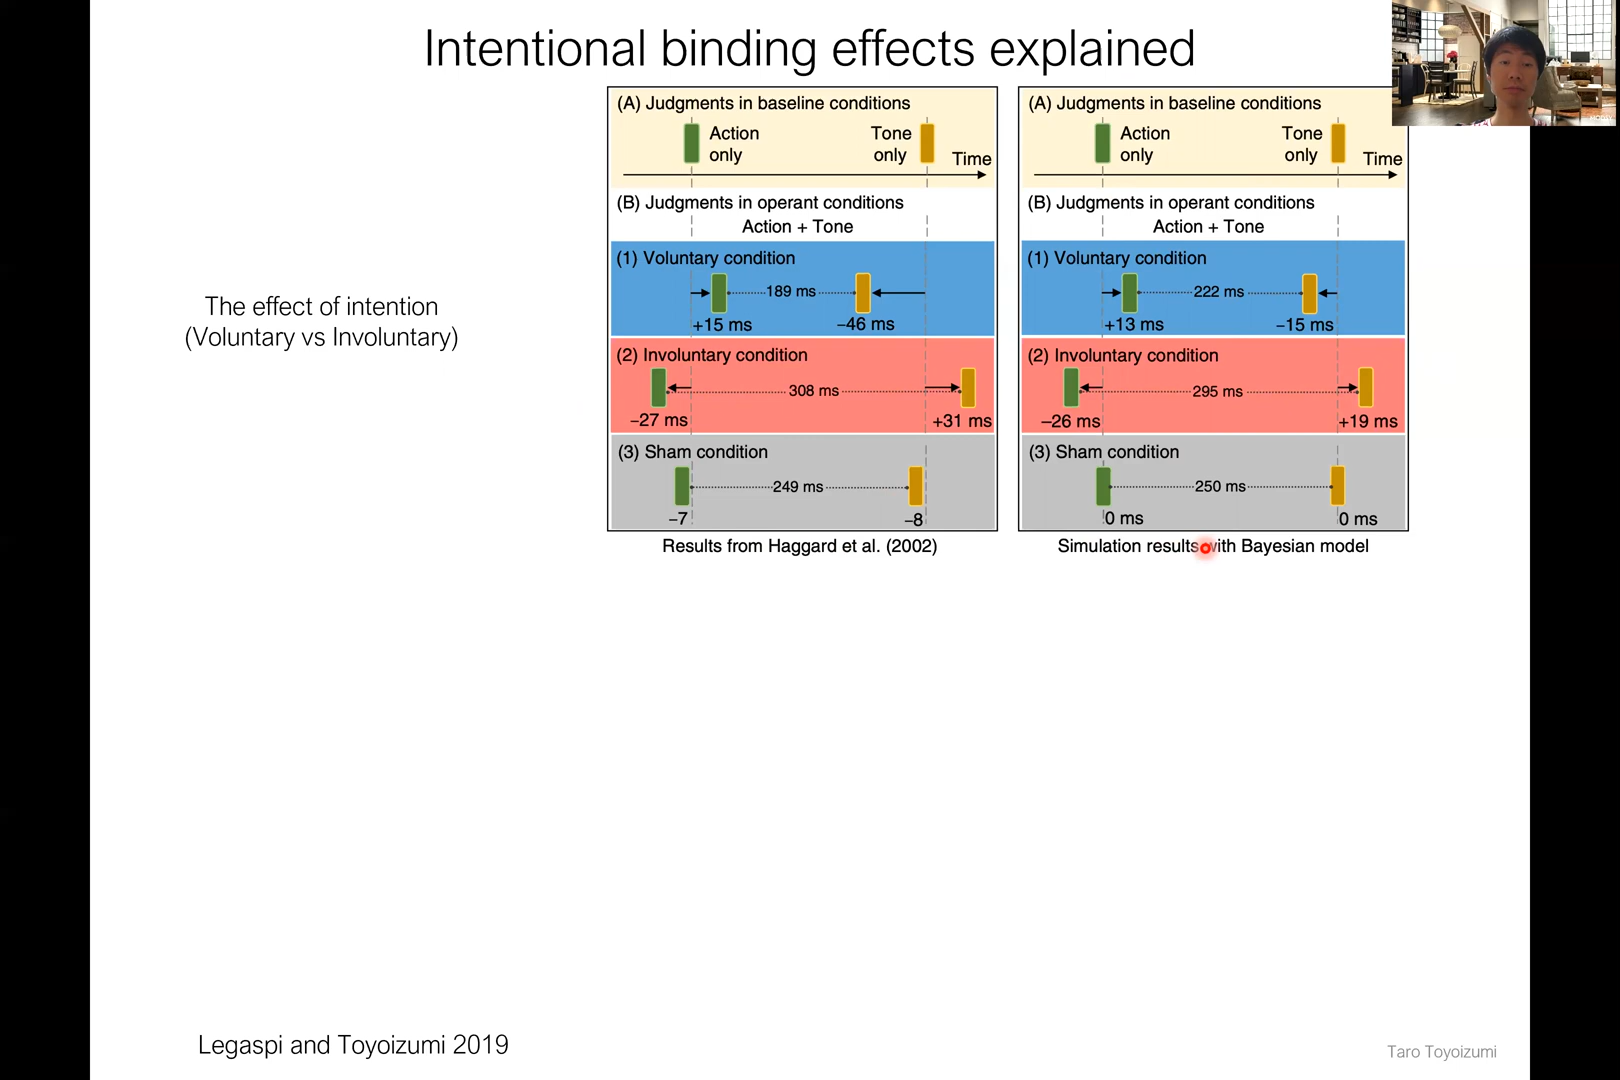 Intentional binding effects explained
The effect of intention
(Voluntary vs Involuntary)
(A) Judgments in baseline conditions
Action only
Tone only
Time
(B) Judgments in operant conditions
Action + Tone
(1) Voluntary condition
189 ms
+15 ms
−46 ms
(2) Involuntary condition
308 ms
−27 ms
+31 ms
(3) Sham condition
249 ms
−7
−8
Results from Haggard et al. (2002)
(A) Judgments in baseline conditions
Action only
Tone only
Time
(B) Judgments in operant conditions
Action + Tone
(1) Voluntary condition
222 ms
+13 ms
−15 ms
(2) Involuntary condition
295 ms
−26 ms
+19 ms
(3) Sham condition
250 ms
0 ms
0 ms
Simulation results with Bayesian model
Legaspi and Toyoizumi 2019
Taro Toyoizumi